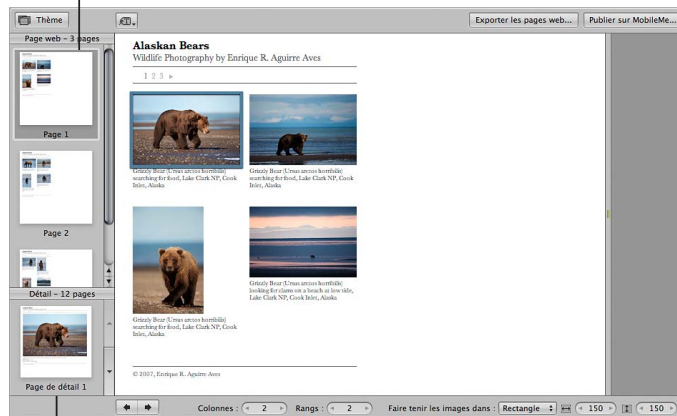 Thème
Exporter les pages web...
Publier sur MobileMe...
Page web – 3 pages
Page 1
Page 2
Détail – 12 pages
Page de détail 1
Alaskan Bears
Wildlife Photography by Enrique R. Aguirre Aves
1 2 3
Grizzly Bear (Ursus arctos horribilis)
searching for food, Lake Clark NP, Cook
Inlet, Alaska
Grizzly Bear (Ursus arctos horribilis)
searching for food, Lake Clark NP, Cook
Inlet, Alaska
Grizzly Bear (Ursus arctos horribilis)
searching for food, Lake Clark NP, Cook
Inlet, Alaska
Grizzly Bear (Ursus arctos horribilis)
looking for clams on a beach at low tide,
Lake Clark NP, Cook Inlet, Alaska
© 2007, Enrique R. Aguirre Aves
Colonnes : 2 Rangs : 2 Faire tenir les images dans : Rectangle 150 150